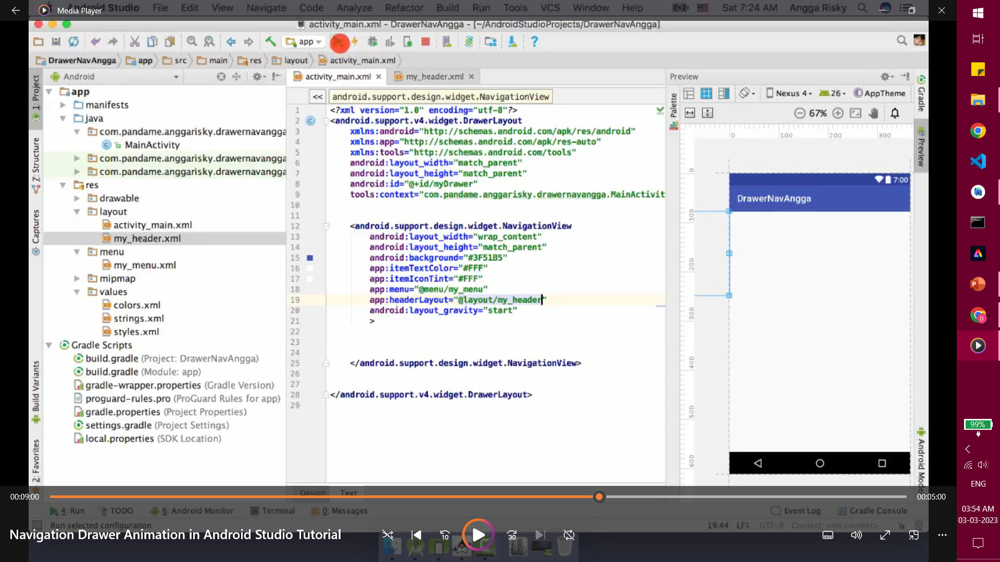 Media Player
Android Studio File Edit View Navigate Code Analyze Refactor Build Run Tools VCS Window Help Sat 7:24 AM Angga Risky
activity_main.xml - DrawerNavAngga - [~/AndroidStudioProjects/DrawerNavAngga]
app
DrawerNavAngga app src main res layout activity_main.xml
1: Project
Z: Structure
Captures
Build Variants
2: Favorites
Android
app
manifests
java
com.pandame.anggarisky.drawernavangga
MainActivity
com.pandame.anggarisky.drawernavangga
com.pandame.anggarisky.drawernavangga
res
drawable
layout
activity_main.xml
my_header.xml
menu
my_menu.xml
mipmap
values
colors.xml
strings.xml
styles.xml
Gradle Scripts
build.gradle (Project: DrawerNavAngga)
build.gradle (Module: app)
gradle-wrapper.properties (Gradle Version)
proguard-rules.pro (ProGuard Rules for app)
gradle.properties (Project Properties)
settings.gradle (Project Settings)
local.properties (SDK Location)
activity_main.xml my_header.xml
<< android.support.design.widget.NavigationView
1 <?xml version="1.0" encoding="utf-8"?>
2 <android.support.v4.widget.DrawerLayout
3 xmlns:android="http://schemas.android.com/apk/res/android"
4 xmlns:app="http://schemas.android.com/apk/res-auto"
5 xmlns:tools="http://schemas.android.com/tools"
6 android:layout_width="match_parent"
7 android:layout_height="match_parent"
8 android:id="@+id/myDrawer"
9 tools:context="com.pandame.anggarisky.drawernavangga.MainActivit
10
11
12 <android.support.design.widget.NavigationView
13 android:layout_width="wrap_content"
14 android:layout_height="match_parent"
15 android:background="#3F51B5"
16 app:itemTextColor="#FFF"
17 app:itemIconTint="#FFF"
18 app:menu="@menu/my_menu"
19 app:headerLayout="@layout/my_header"
20 android:layout_gravity="start"
21 >
22
23
24
25 </android.support.design.widget.NavigationView>
26
27
28 </android.support.v4.widget.DrawerLayout>
29
Design Text
Preview
Palette
Nexus 4 26 AppTheme
67%
0 100 200 300
0
100
200
300
400
500
600
7:00
DrawerNavAngga
Gradle
Preview
Android Mode
00:09:00 00:05:00
4: Run TODO 6: Android Monitor Terminal 0: Messages Event Log Gradle Console
Run selected configuration 19:44 LF UTF-8 Context: <no context>
Navigation Drawer Animation in Android Studio Tutorial
10
30
D
99%
ENG
03:54 AM
03-03-2023